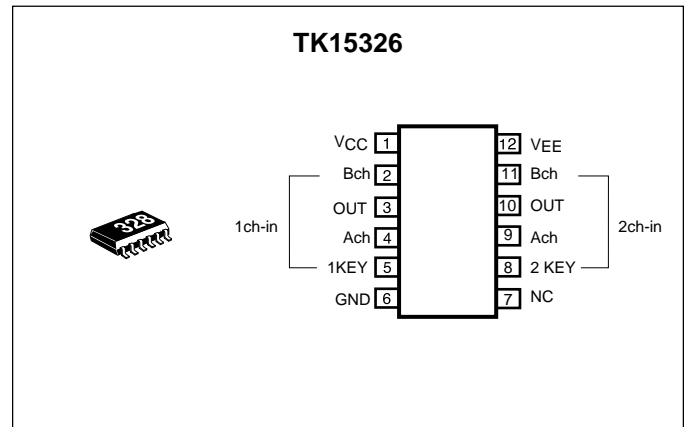 TK15326
VCC 1 12 VEE
Bch 2 11 Bch
OUT 3 10 OUT
1ch-in 2ch-in
Ach 4 9 Ach
1KEY 5 8 2 KEY
GND 6 7 NC
328